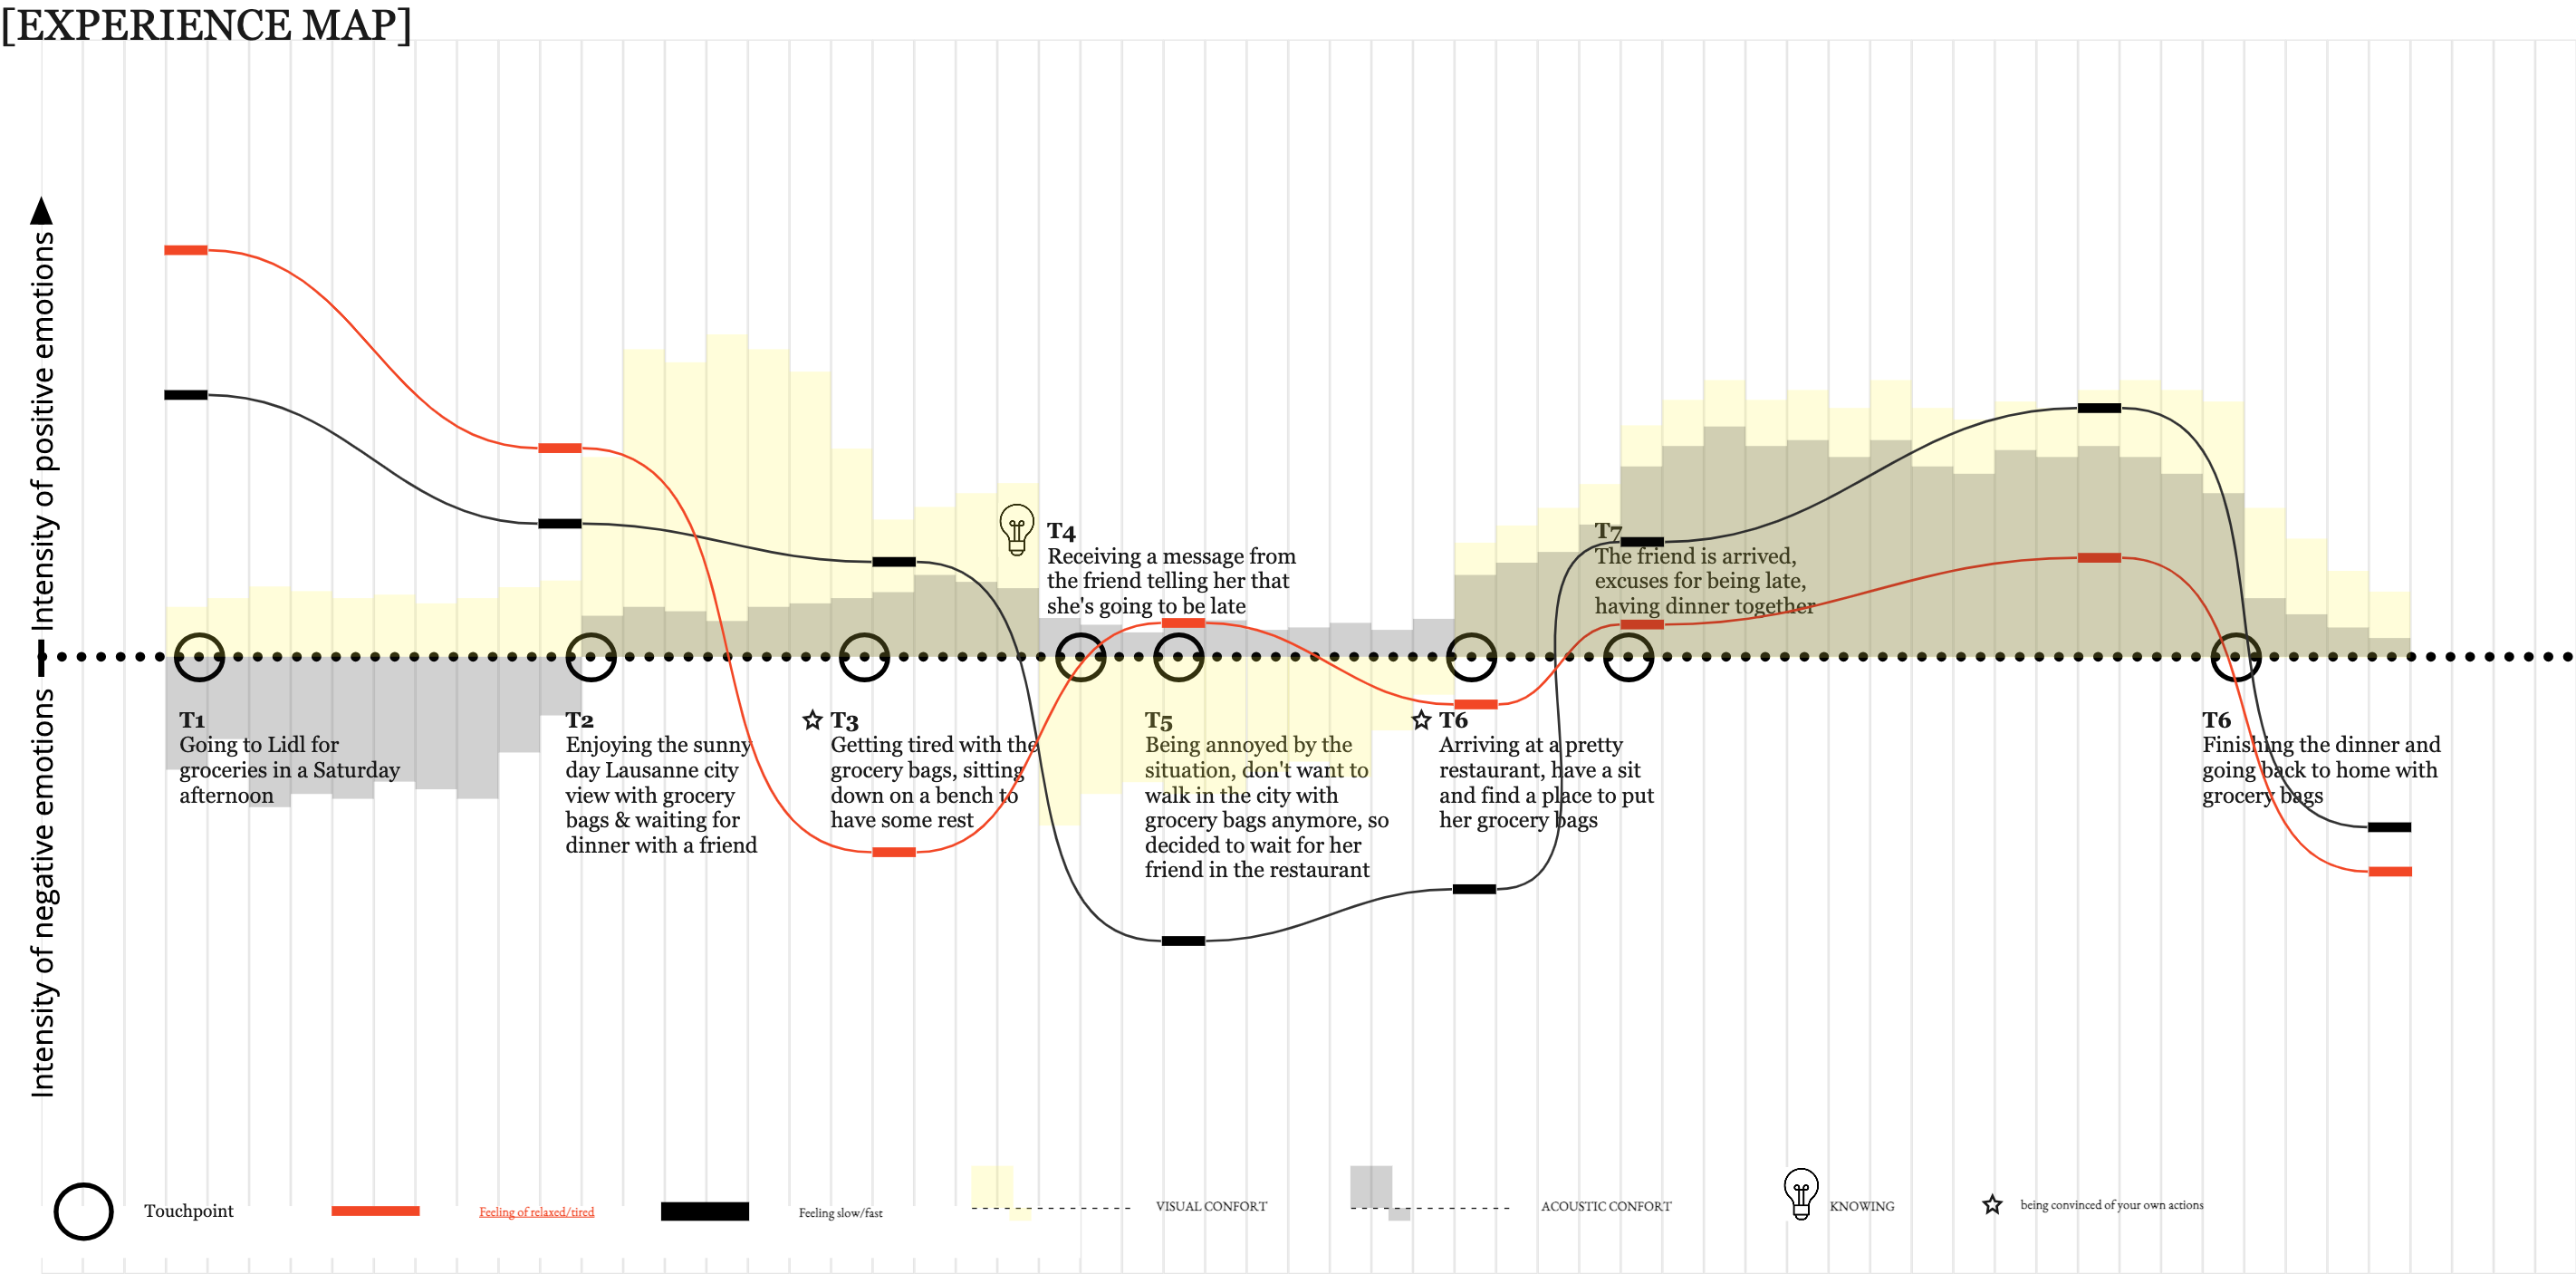 [EXPERIENCE MAP]
Intensity of negative emotions
Intensity of positive emotions
T1
Going to Lidl for
groceries in a Saturday
afternoon
T2
Enjoying the sunny
day Lausanne city
view with grocery
bags & waiting for
dinner with a friend
T3
Getting tired with the
grocery bags, sitting
down on a bench to
have some rest
T4
Receiving a message from
the friend telling her that
she's going to be late
T5
Being annoyed by the
situation, don't want to
walk in the city with
grocery bags anymore, so
decided to wait for her
friend in the restaurant
T6
Arriving at a pretty
restaurant, have a sit
and find a place to put
her grocery bags
T7
The friend is arrived,
excuses for being late,
having dinner together
T6
Finishing the dinner and
going back to home with
grocery bags
Touchpoint
Feeling of relaxed/tired
Feeling slow/fast
VISUAL CONFORT
ACOUSTIC CONFORT
KNOWING
being convinced of your own actions